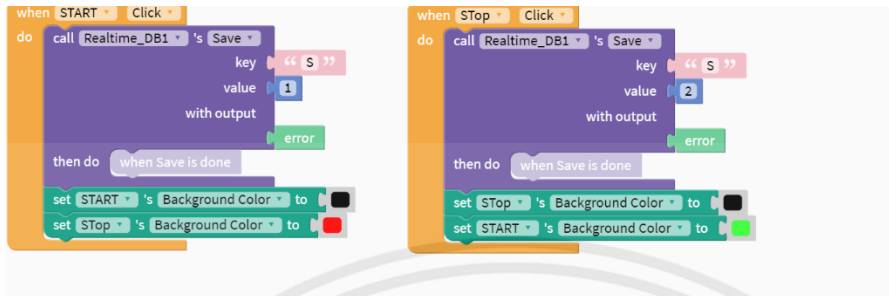 when START Click
do call Realtime_DB1 's Save
key “ S ”
value 1
with output
error
then do when Save is done
set START 's Background Color to
set STop 's Background Color to
when STop Click
do call Realtime_DB1 's Save
key “ S ”
value 2
with output
error
then do when Save is done
set STop 's Background Color to
set START 's Background Color to